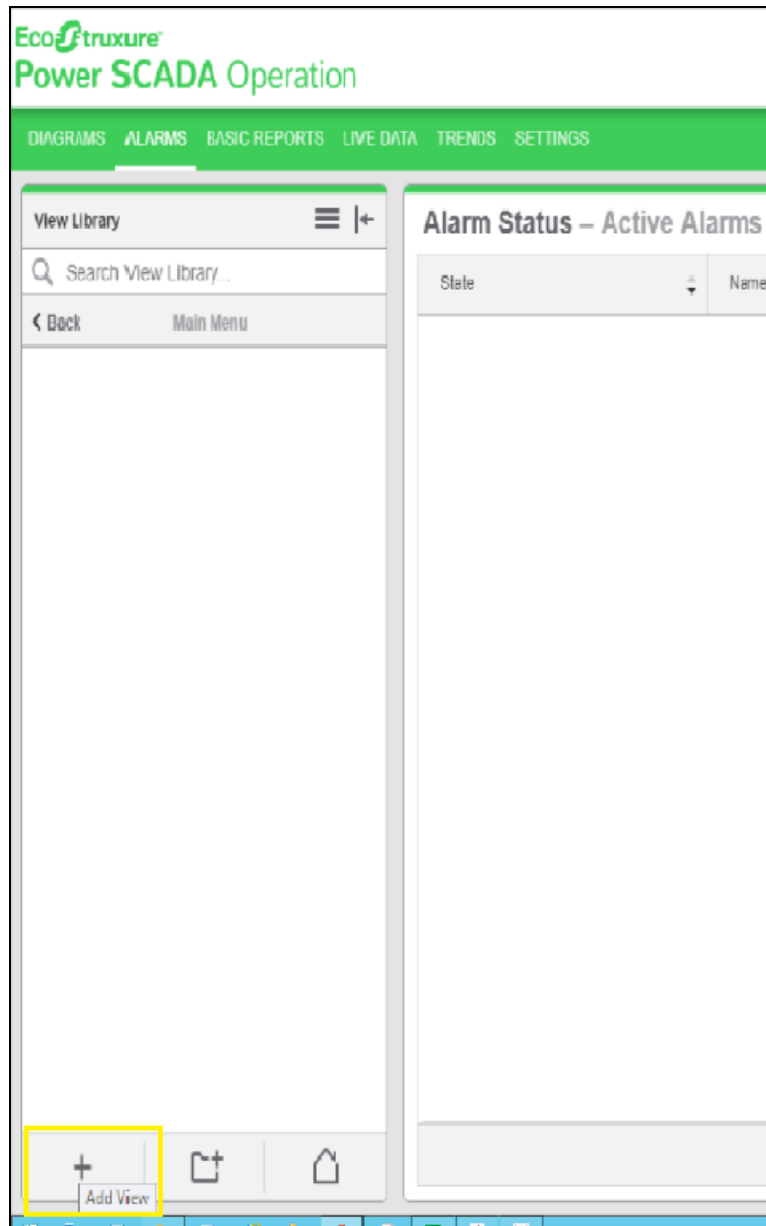 EcoStruxure
Power SCADA Operation
DIAGRAMS ALARMS BASIC REPORTS LIVE DATA TRENDS SETTINGS
View Library
Search View Library...
Back Main Menu
Alarm Status – Active Alarms
State Name
Add View